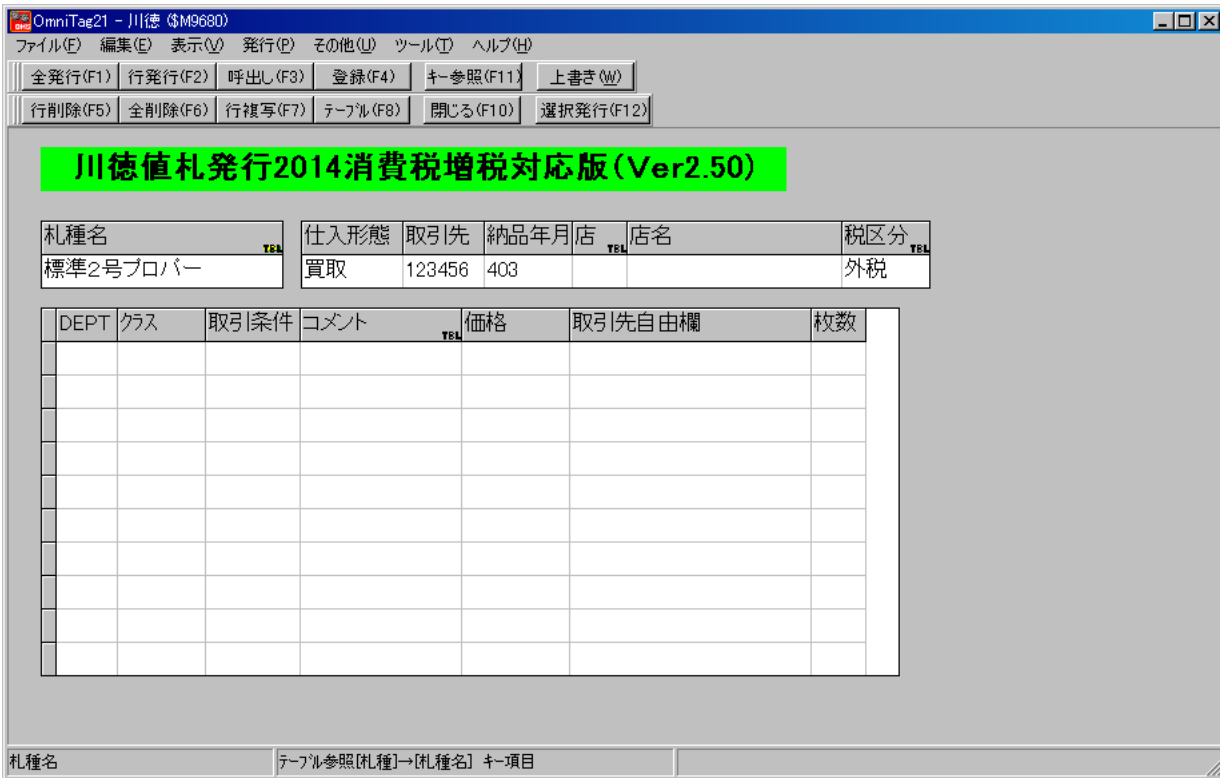 OmniTag21 - 川徳 ($M9680)
ファイル(F) 編集(E) 表示(V) 発行(P) その他(U) ツール(T) ヘルプ(H)
全発行(F1) 行発行(F2) 呼出し(F3) 登録(F4) キー参照(F11) 上書き(W)
行削除(F5) 全削除(F6) 行複写(F7) テーブル(F8) 閉じる(F10) 選択発行(F12)
川徳値札発行2014消費税増税対応版(Ver2.50)
札種名 TBL 仕入形態 取引先 納品年月 店 TBL 店名 税区分 TBL
標準2号プロパー 買取 123456 403 外税
DEPT クラス 取引条件 コメント TBL 価格 取引先自由欄 枚数
札種名 テーブル参照[札種]→[札種名] キー項目